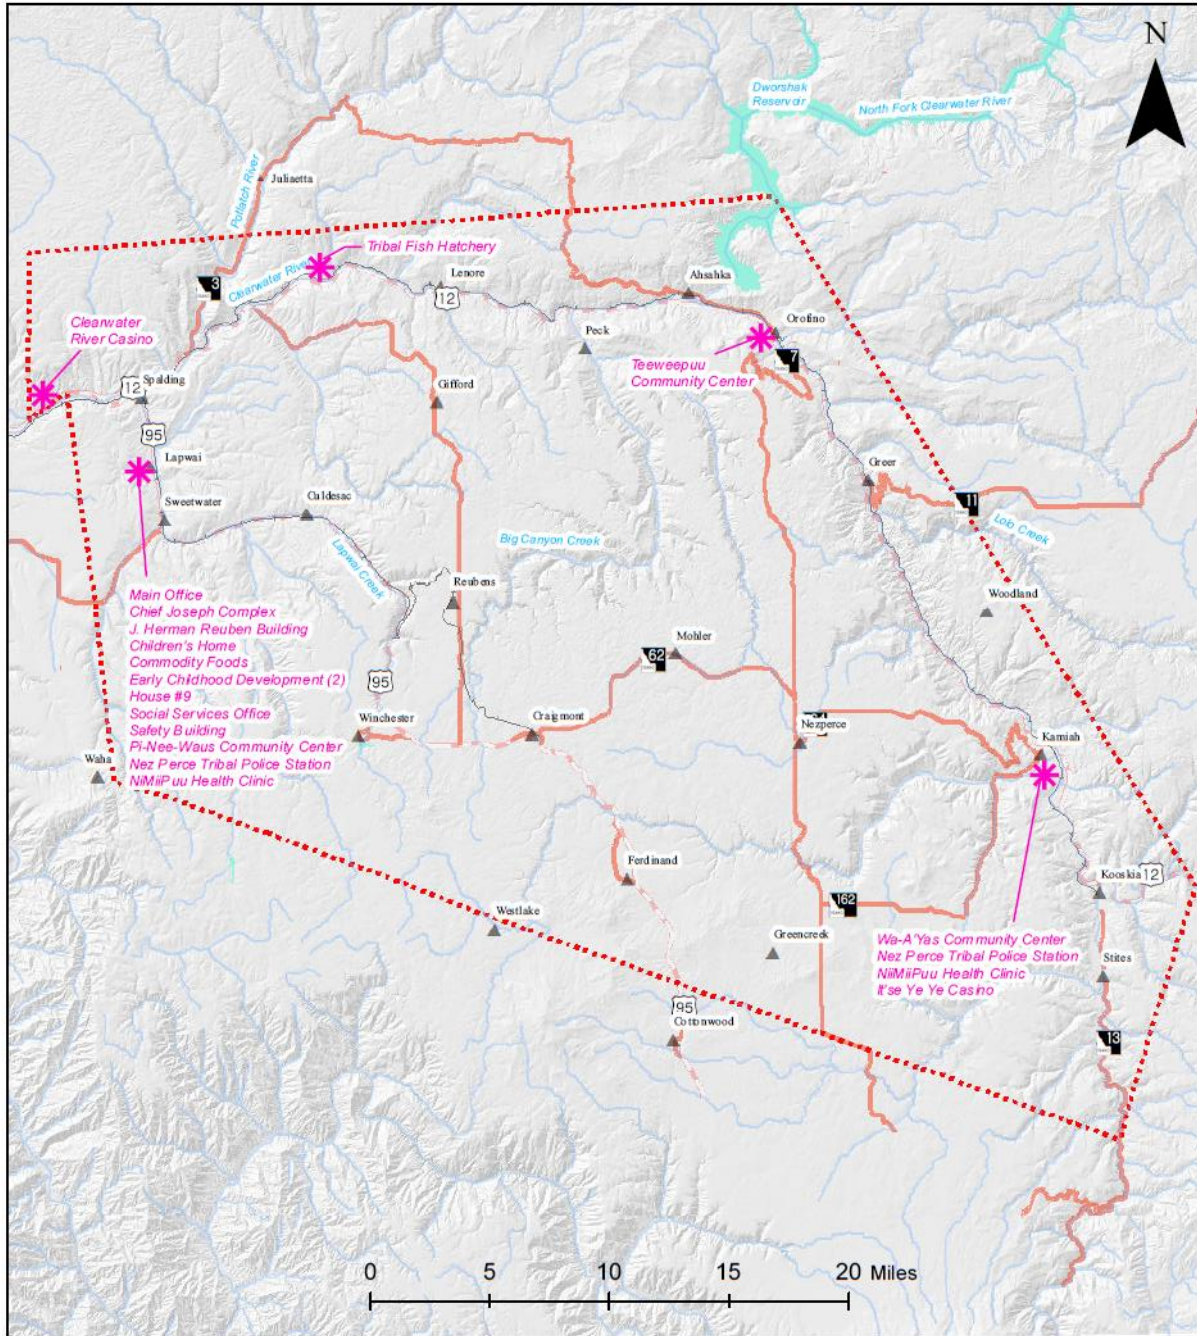 N
Dworshak
Reservoir
North Fork Clearwater River
Potlatch River
Juliaetta
Tribal Fish Hatchery
Clearwater River
3
Lenore
12
Ahsahka
Clearwater
River Casino
Peck
Orofino
Teeweepuu
Community Center
7
12
Spalding
Gifford
95
Lapwai
Greer
Sweetwater
Culdesac
11
Lolo Creek
Lapwai Creek
Big Canyon Creek
Reubens
Woodland
Main Office
Chief Joseph Complex
J. Herman Reuben Building
Children's Home
Commodity Foods
Early Childhood Development (2)
House #9
Social Services Office
Safety Building
Pi-Nee-Waus Community Center
Nez Perce Tribal Police Station
NiMiiPuu Health Clinic
Mohler
62
95
Winchester
Craigmont
Nezperce
Kamiah
Waha
Ferdinand
Kooskia
12
162
Westlake
Greencreek
Wa-A'Yas Community Center
Nez Perce Tribal Police Station
NiiMiiPuu Health Clinic
It'se Ye Ye Casino
Stites
95
Cottonwood
13
0 5 10 15 20 Miles